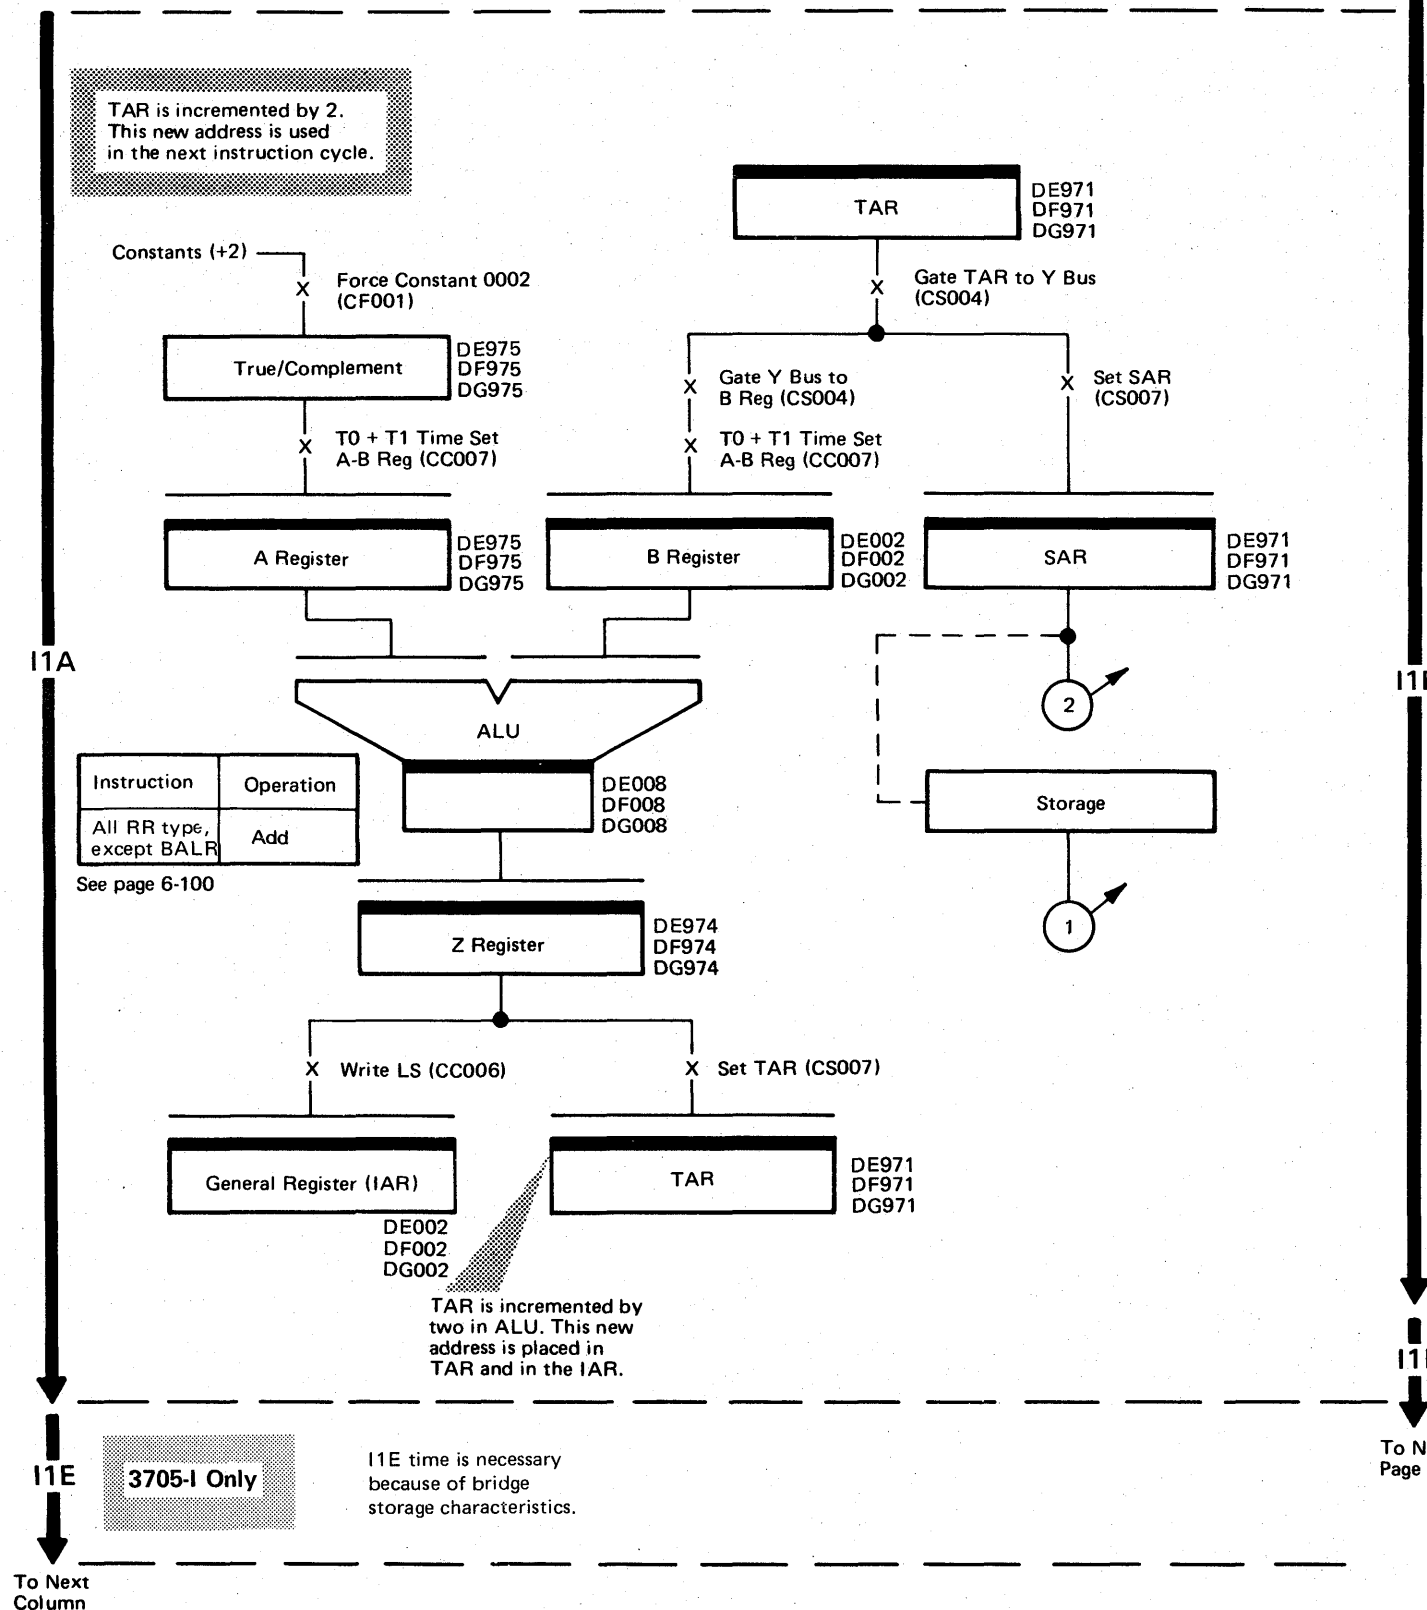 TAR is incremented by 2.
This new address is used
in the next instruction cycle.
TAR
DE971
DF971
DG971
Constants (+2)
Force Constant 0002
(CF001)
Gate TAR to Y Bus
(CS004)
True/Complement
DE975
DF975
DG975
Gate Y Bus to
B Reg (CS004)
Set SAR
(CS007)
T0 + T1 Time Set
A-B Reg (CC007)
T0 + T1 Time Set
A-B Reg (CC007)
A Register
DE975
DF975
DG975
B Register
DE002
DF002
DG002
SAR
DE971
DF971
DG971
I1A
2
ALU
Instruction
Operation
All RR type,
except BALR
Add
See page 6-100
DE008
DF008
DG008
Storage
1
Z Register
DE974
DF974
DG974
Write LS (CC006)
Set TAR (CS007)
General Register (IAR)
DE002
DF002
DG002
TAR
DE971
DF971
DG971
TAR is incremented by
two in ALU. This new
address is placed in
TAR and in the IAR.
I1E
3705-I Only
I1E time is necessary
because of bridge
storage characteristics.
To Next
Column
To N
Page